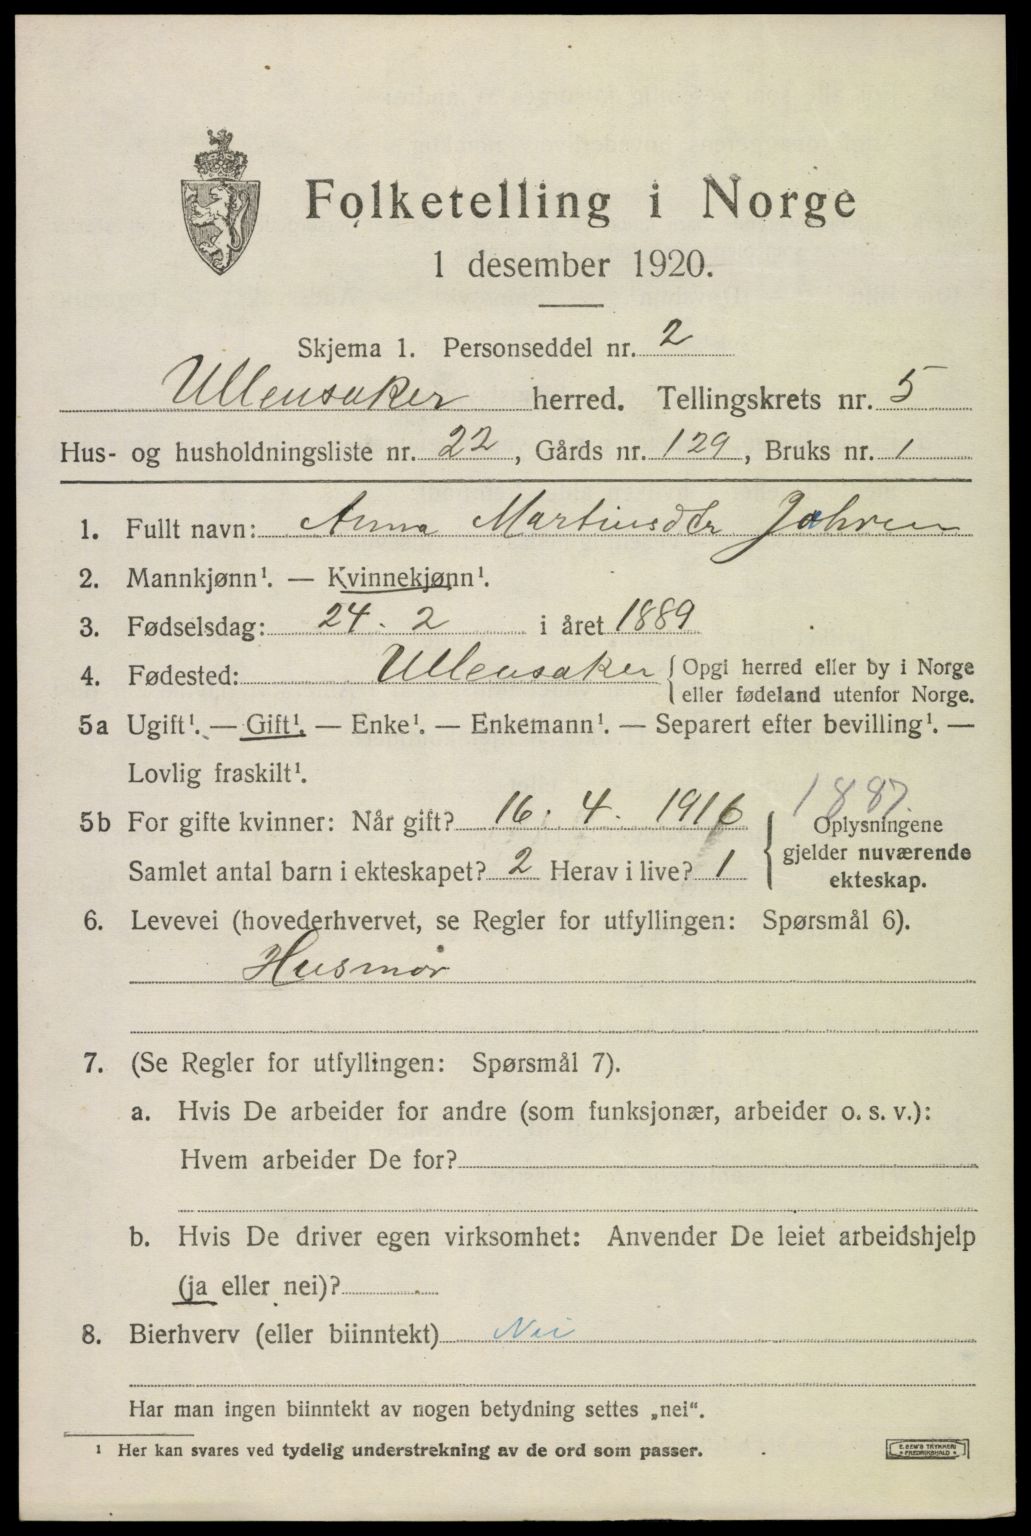 Folketelling i Norge
1 desember 1920.
Skjema 1. Personseddel nr. 2
Ullensaker herred. Tellingskrets nr. 5
Hus- og husholdningsliste nr. 22, Gårds nr. 129, Bruks nr. 1
1. Fullt navn: Anna Martinsdtr
2. Mannkjønn¹. — Kvinnekjønn¹.
3. Fødselsdag: 24. 2 i året 1889
4. Fødested: Ullensaker { Opgi herred eller by i Norge
eller fødeland utenfor Norge.
5a Ugift¹. — Gift¹. — Enke¹. — Enkemann¹. — Separert efter bevilling¹. —
Lovlig fraskilt¹.
1887.
5b For gifte kvinner: Når gift? 16. 4. 1916 { Oplysningene
gjelder nuværende
ekteskap.
Samlet antal barn i ekteskapet? 2 Herav i live? 1
6. Levevei (hovederhvervet, se Regler for utfyllingen: Spørsmål 6).
Husmor
7. (Se Regler for utfyllingen: Spørsmål 7).
a. Hvis De arbeider for andre (som funksjonær, arbeider o. s. v.):
Hvem arbeider De for?
b. Hvis De driver egen virksomhet: Anvender De leiet arbeidshjelp
(ja eller nei)?
8. Bierhverv (eller biinntekt) Nei
Har man ingen biinntekt av nogen betydning settes „nei".
¹ Her kan svares ved tydelig understrekning av de ord som passer.
E. SEM'S TRYKKERI
FREDRIKSHALD